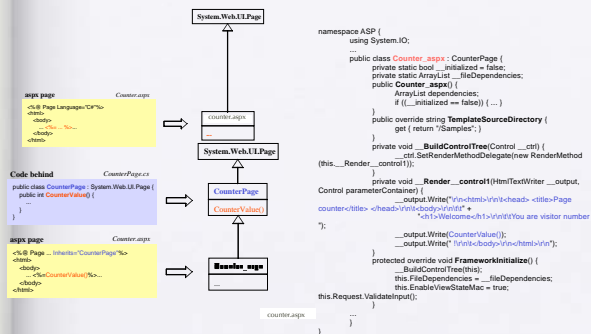 System.Web.UI.Page
aspx page Counter.aspx
<%@ Page Language="C#"%>
<html>
<body>
... <%= ... %>...
</body>
</html>
counter.aspx
...
System.Web.UI.Page
Code behind CounterPage.cs
public class CounterPage : System.Web.UI.Page {
public int CounterValue() {
...
}
}
CounterPage
CounterValue()
aspx page Counter.aspx
<%@ Page ... Inherits="CounterPage"%>
<html>
<body>
... <%=CounterValue()%>...
</body>
</html>
Counter_aspx
...
counter.aspx
namespace ASP {
using System.IO;
...
public class Counter_aspx : CounterPage {
private static bool __initialized = false;
private static ArrayList __fileDependencies;
public Counter_aspx() {
ArrayList dependencies;
if ((__initialized == false)) { ... }
}
public override string TemplateSourceDirectory {
get { return "/Samples"; }
}
private void __BuildControlTree(Control __ctrl) {
__ctrl.SetRenderMethodDelegate(new RenderMethod
(this.__Render__control1));
}
private void __Render__control1(HtmlTextWriter __output,
Control parameterContainer) {
__output.Write("\r\n<html>\r\n\t<head> <title>Page
counter</title> </head>\r\n\t<body>\r\n\t\t" +
"<h1>Welcome</h1>\r\n\t\tYou are visitor number
");
__output.Write(CounterValue());
__output.Write(" !\r\n\t</body>\r\n</html>\r\n");
}
protected override void FrameworkInitialize() {
__BuildControlTree(this);
this.FileDependencies = __fileDependencies;
this.EnableViewStateMac = true;
this.Request.ValidateInput();
}
...
}
}